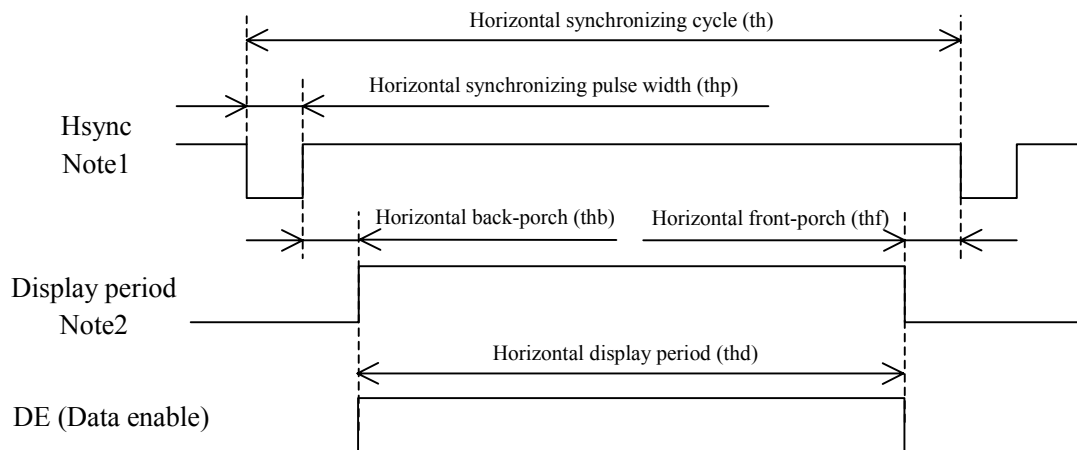 Horizontal synchronizing cycle (th)
Horizontal synchronizing pulse width (thp)
Hsync
Note1
Horizontal back-porch (thb)
Horizontal front-porch (thf)
Display period
Note2
Horizontal display period (thd)
DE (Data enable)